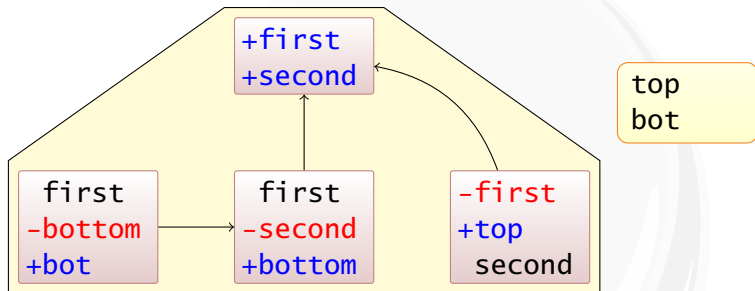 +first
+second
top
bot
first
-bottom
+bot
first
-second
+bottom
-first
+top
second